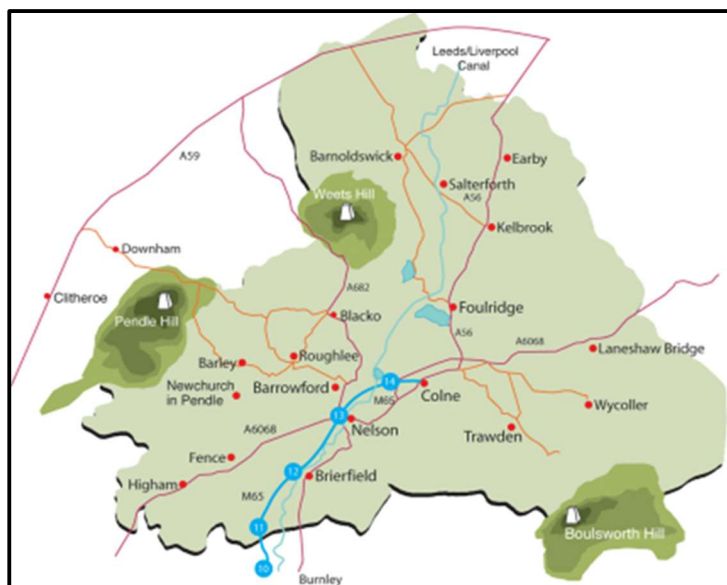 Leeds/Liverpool
Canal
A59
Barnoldswick
Earby
Weets Hill
Salterforth
A56
Kelbrook
Downham
Clitheroe
A682
Pendle Hill
Blacko
Foulridge
A56
A6068
Barley
Roughlee
Laneshaw Bridge
Newchurch
in Pendle
Barrowford
14
M65
Colne
Wycoller
13
Nelson
A6068
Trawden
Fence
12
Brierfield
Higham
M65
11
Boulsworth Hill
10
Burnley